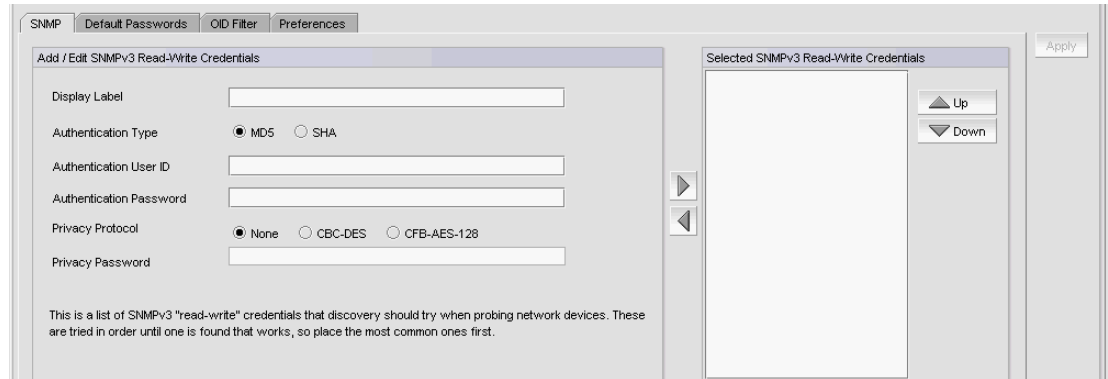 SNMP Default Passwords OID Filter Preferences
Apply
Add / Edit SNMPv3 Read-Write Credentials
Display Label
Authentication Type MD5 SHA
Authentication User ID
Authentication Password
Privacy Protocol None CBC-DES CFB-AES-128
Privacy Password
This is a list of SNMPv3 "read-write" credentials that discovery should try when probing network devices. These
are tried in order until one is found that works, so place the most common ones first.
Selected SNMPv3 Read-Write Credentials
Up
Down